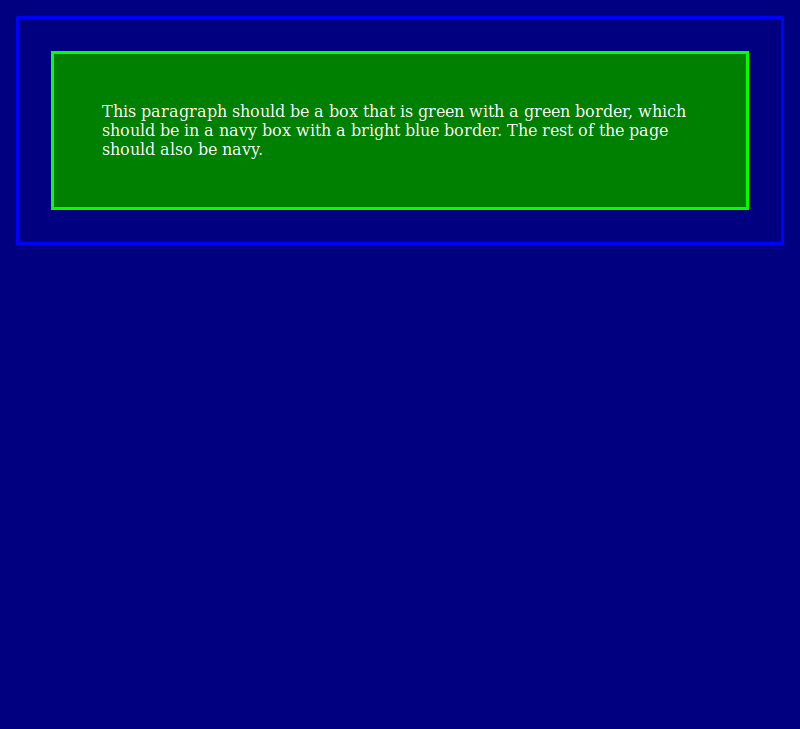 This paragraph should be a box that is green with a green border, which
should be in a navy box with a bright blue border. The rest of the page
should also be navy.